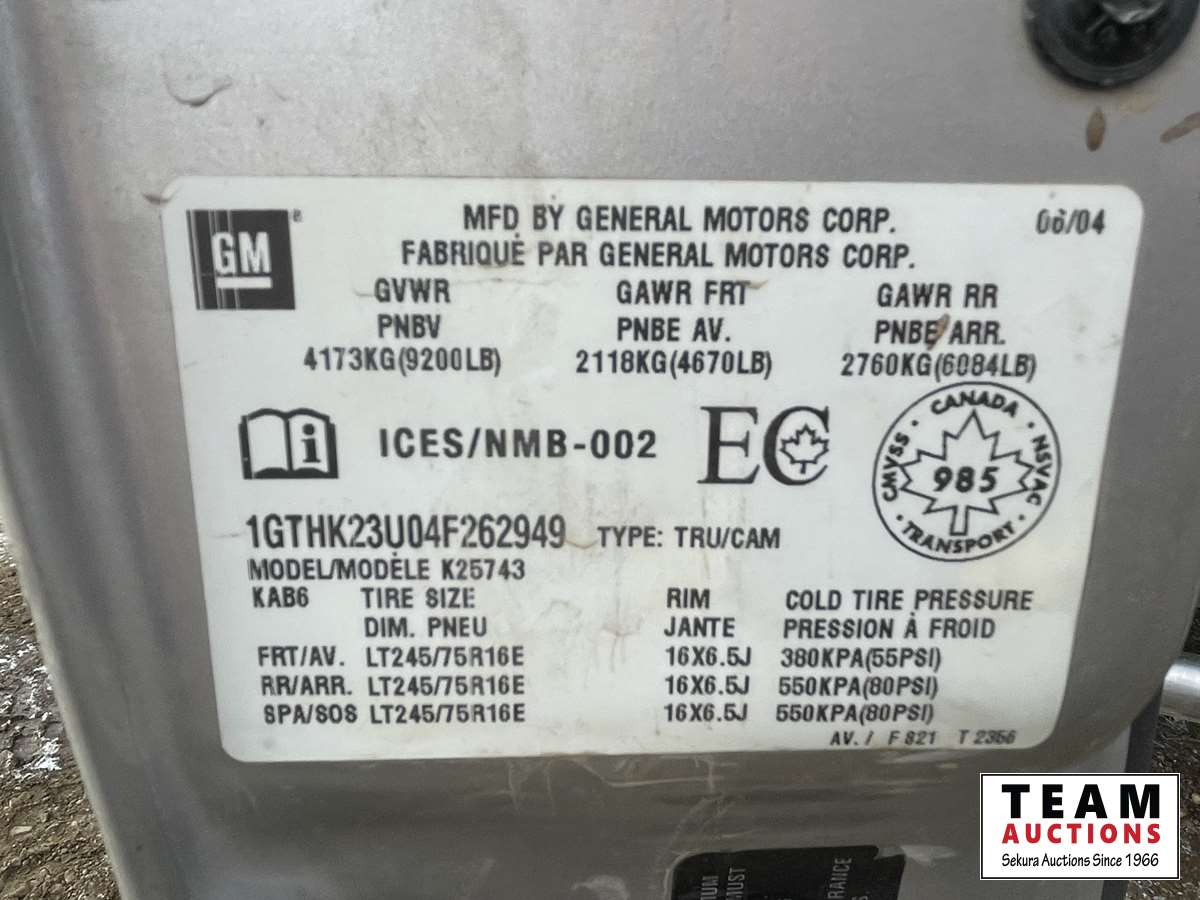 GM ®
MFD BY GENERAL MOTORS CORP. 06/04
FABRIQUÉ PAR GENERAL MOTORS CORP.
GVWR GAWR FRT GAWR RR
PNBV PNBE AV. PNBE ARR.
4173KG(9200LB) 2118KG(4670LB) 2760KG(6084LB)
i ICES/NMB-002 EC
CANADA
CMVSS 985 NSVAC
TRANSPORT
1GTHK23U04F262949 TYPE: TRU/CAM
MODEL/MODÈLE K25743
KAB6 TIRE SIZE RIM COLD TIRE PRESSURE
DIM. PNEU JANTE PRESSION À FROID
FRT/AV. LT245/75R16E 16X6.5J 380KPA(55PSI)
RR/ARR. LT245/75R16E 16X6.5J 550KPA(80PSI)
SPA/SOS LT245/75R16E 16X6.5J 550KPA(80PSI)
AV./ F 821 T 2356
MUST
TEAM
AUCTIONS
Sekura Auctions Since 1966